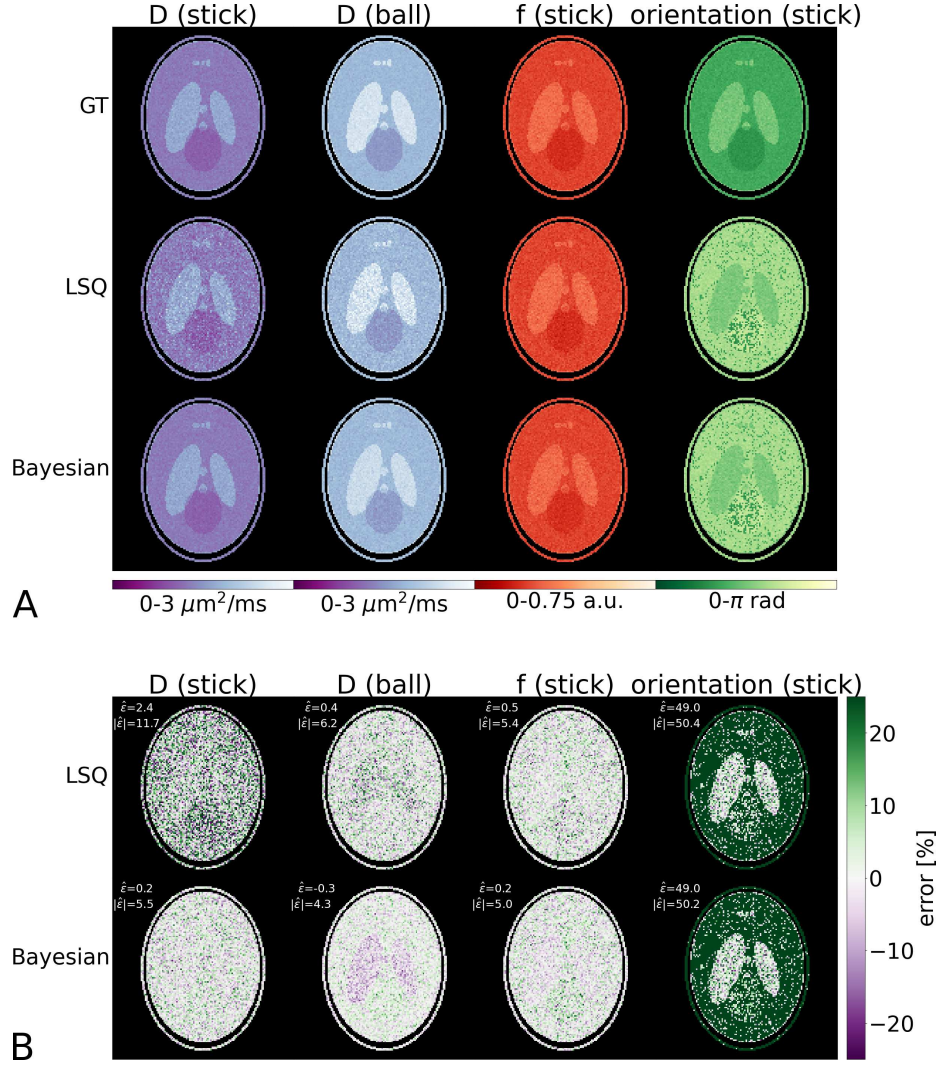 D (stick) D (ball) f (stick) orientation (stick)
GT
LSQ
Bayesian
0-3 μm²/ms 0-3 μm²/ms 0-0.75 a.u. 0-π rad
A
D (stick) D (ball) f (stick) orientation (stick)
LSQ
ε̂=2.4 ε̂=0.4 ε̂=0.5 ε̂=49.0
|ε̂|=11.7 |ε̂|=6.2 |ε̂|=5.4 |ε̂|=50.4
Bayesian
ε̂=0.2 ε̂=-0.3 ε̂=0.2 ε̂=49.0
|ε̂|=5.5 |ε̂|=4.3 |ε̂|=5.0 |ε̂|=50.2
B
20
10
0
−10
−20
error [%]